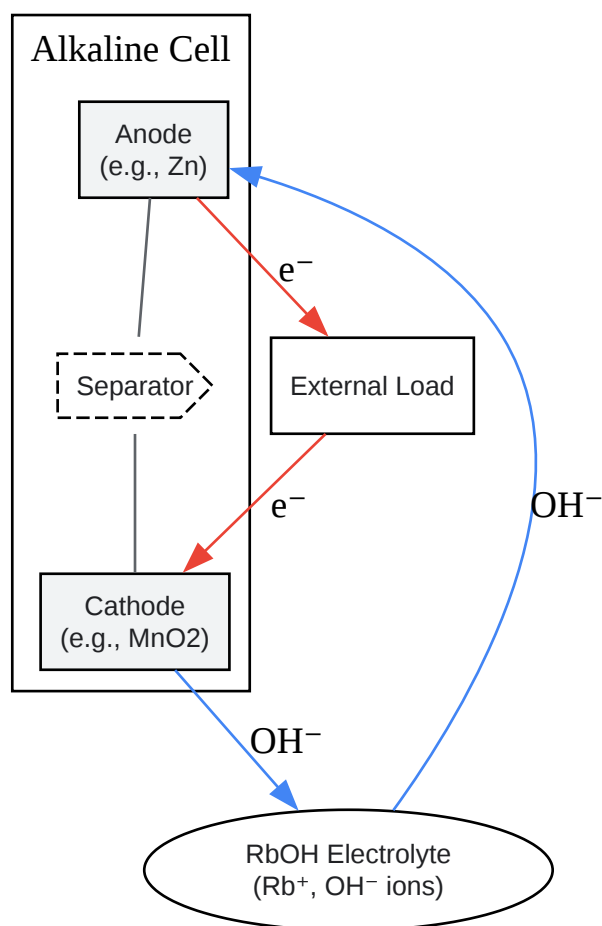 Alkaline Cell
Anode
(e.g., Zn)
e⁻
Separator
External Load
e⁻
OH⁻
Cathode
(e.g., MnO2)
OH⁻
RbOH Electrolyte
(Rb⁺, OH⁻ ions)